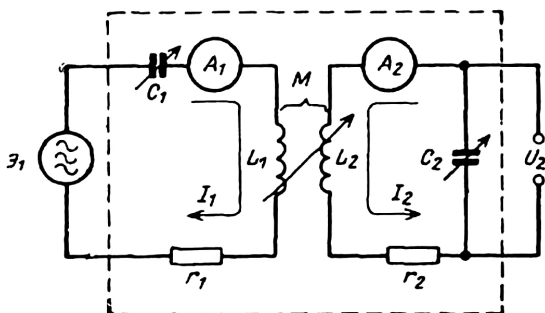 A₁
M
A₂
C₁
Э₁
L₁
L₂
C₂
U₂
I₁
I₂
r₁
r₂